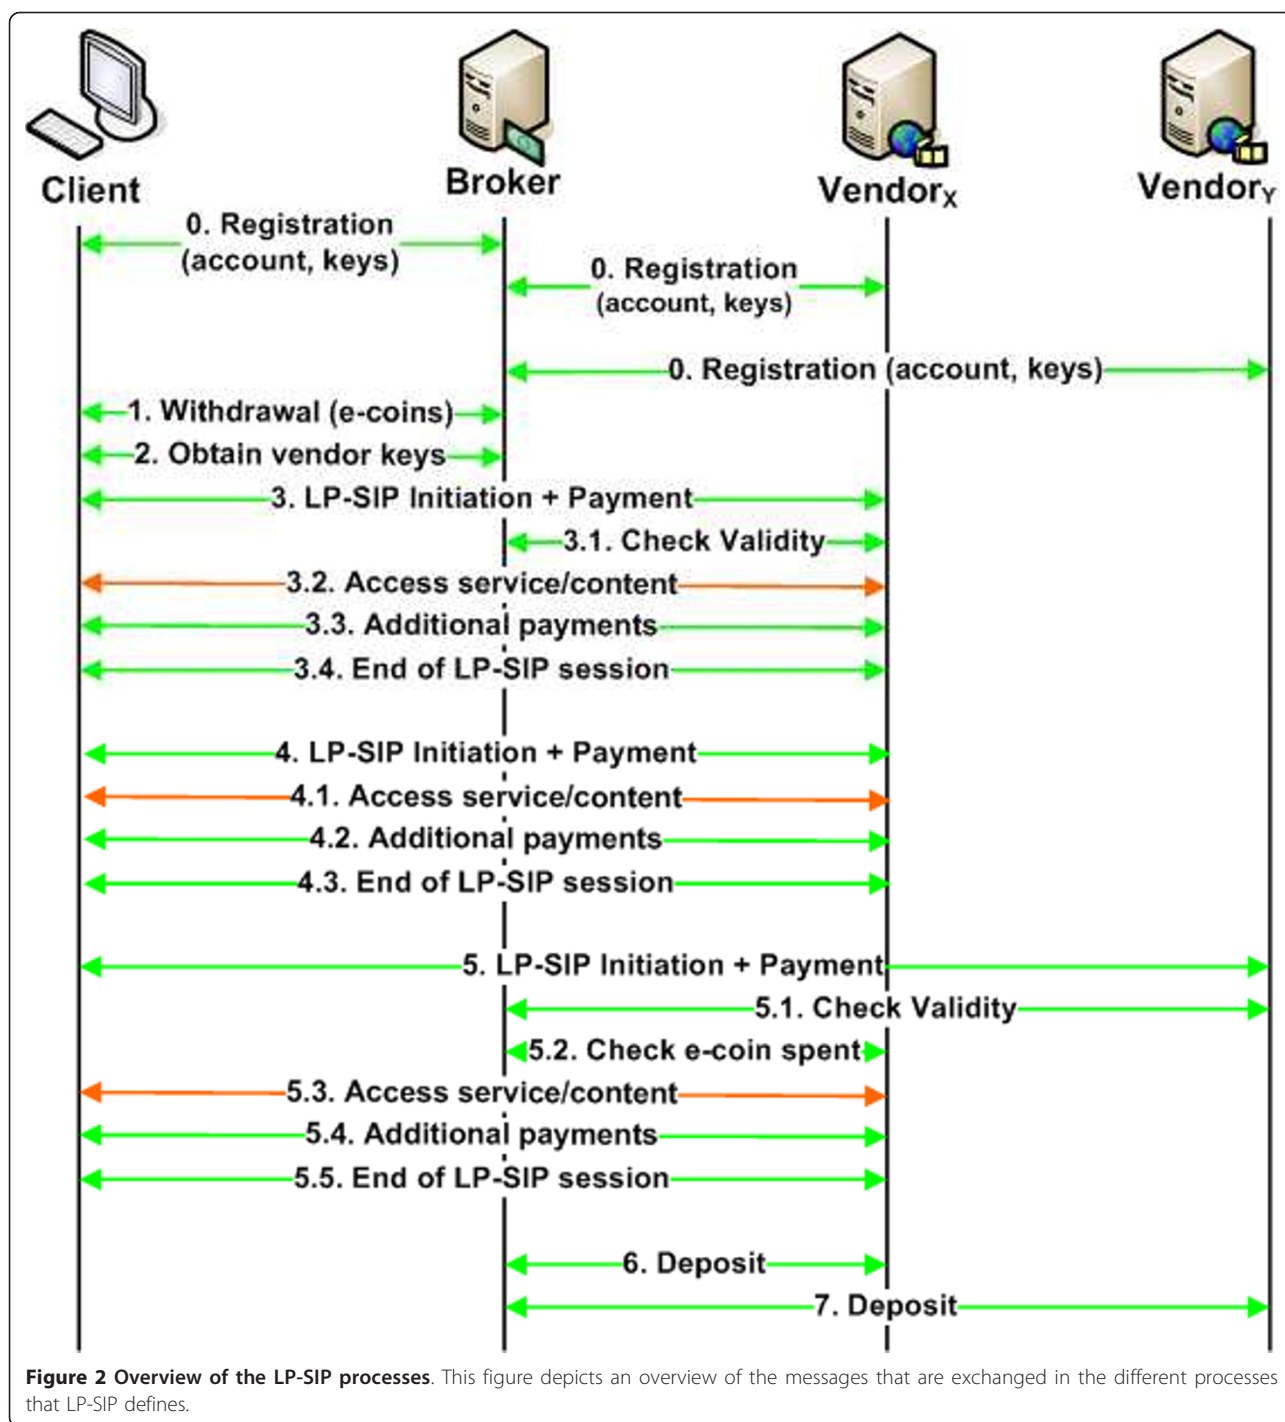 Client
Broker
VendorX
VendorY
0. Registration
(account, keys)
0. Registration
(account, keys)
0. Registration (account, keys)
1. Withdrawal (e-coins)
2. Obtain vendor keys
3. LP-SIP Initiation + Payment
3.1. Check Validity
3.2. Access service/content
3.3. Additional payments
3.4. End of LP-SIP session
4. LP-SIP Initiation + Payment
4.1. Access service/content
4.2. Additional payments
4.3. End of LP-SIP session
5. LP-SIP Initiation + Payment
5.1. Check Validity
5.2. Check e-coin spent
5.3. Access service/content
5.4. Additional payments
5.5. End of LP-SIP session
6. Deposit
7. Deposit
Figure 2 Overview of the LP-SIP processes. This figure depicts an overview of the messages that are exchanged in the different processes
that LP-SIP defines.